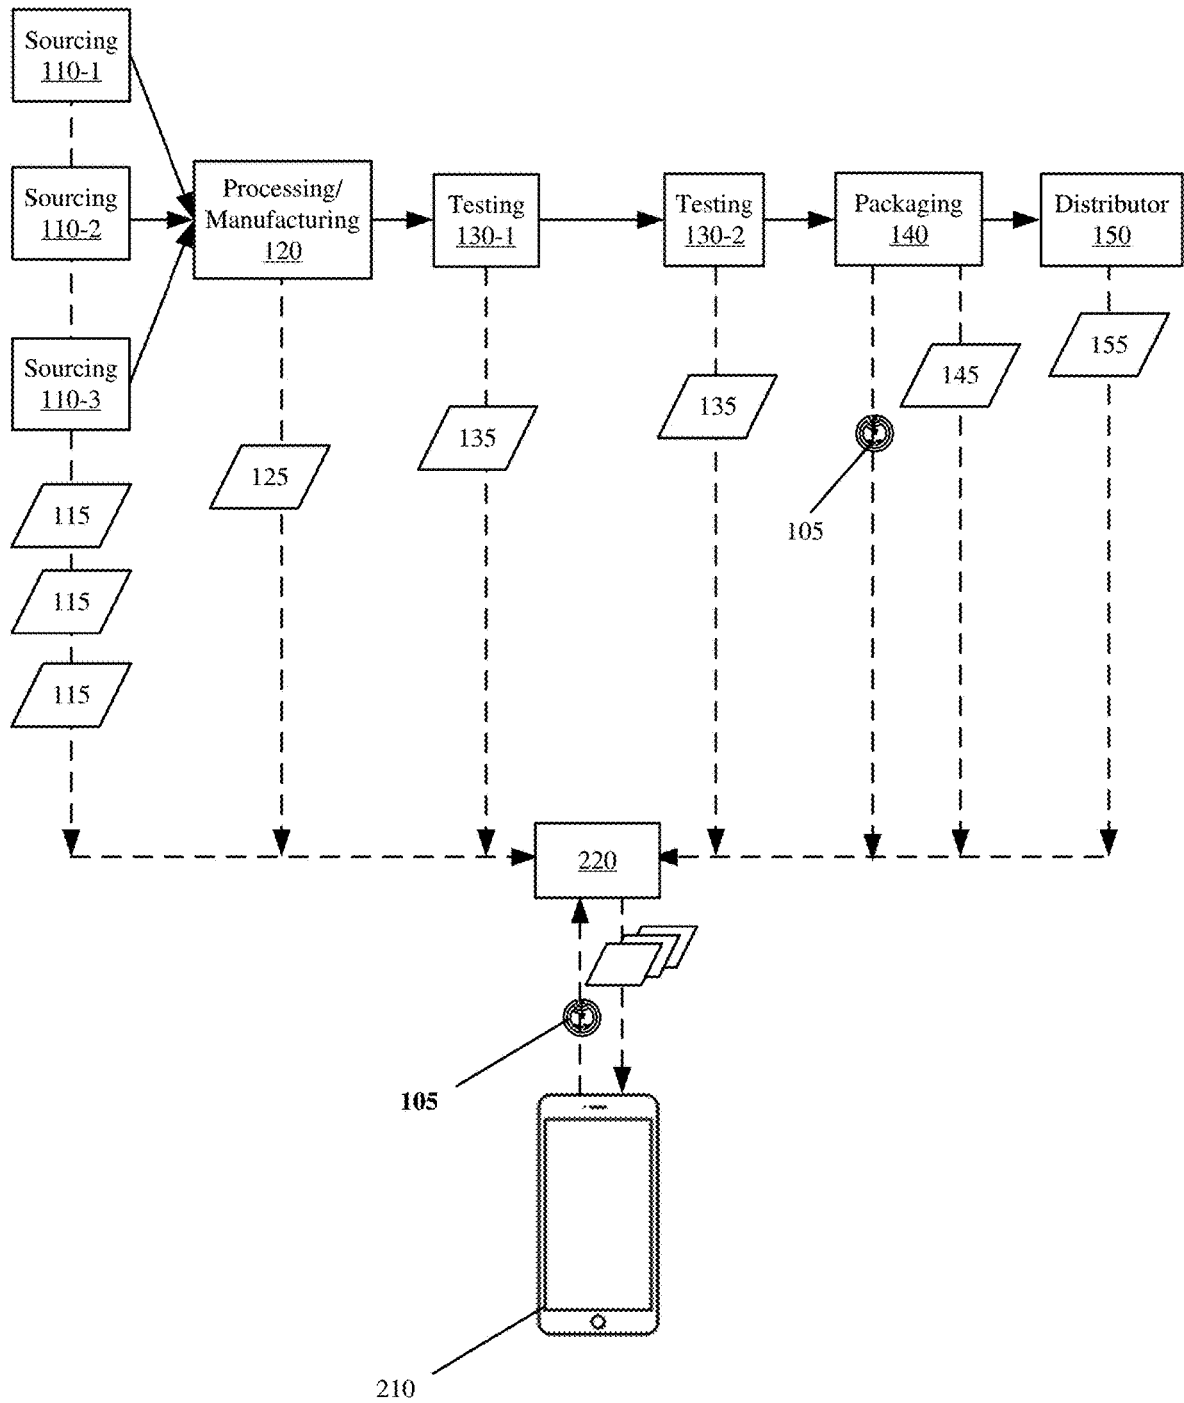 Sourcing
110-1
Sourcing
110-2
Sourcing
110-3
Processing/
Manufacturing
120
Testing
130-1
Testing
130-2
Packaging
140
Distributor
150
155
145
135
135
125
105
115
115
115
220
105
210